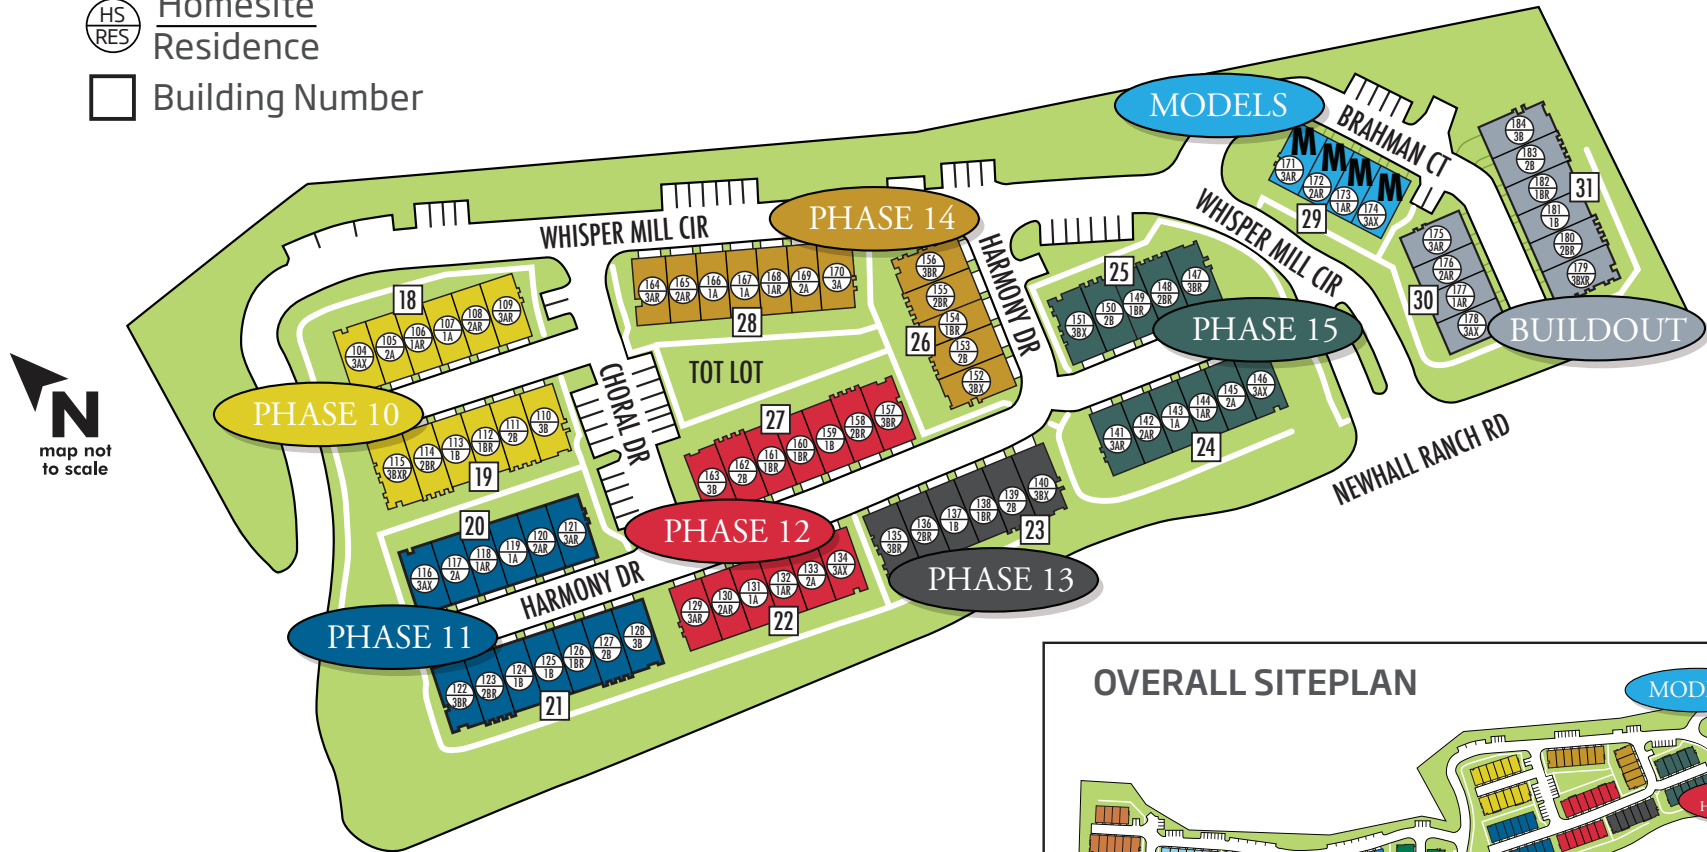 HS
RES
Homesite
Residence
Building Number
N
map not
to scale
MODELS
BRAHMAN CT
M
M
M
M
171
3AR
172
2AR
173
1AR
174
3AX
29
184
3B
183
2B
182
1BR
181
1B
180
2BR
179
3BXR
31
175
3AR
176
2AR
177
1AR
178
3AX
30
BUILDOUT
WHISPER MILL CIR
WHISPER MILL CIR
PHASE 14
164
3AR
165
2AR
166
1A
167
1A
168
1AR
169
2A
170
3A
28
156
3BR
155
2BR
154
1BR
153
2B
152
3BX
26
HARMONY DR
25
151
3BX
150
2B
149
1BR
148
2BR
147
3BR
PHASE 15
141
3AR
142
2AR
143
1A
144
1AR
145
2A
146
3AX
24
NEWHALL RANCH RD
18
104
3AX
105
2A
106
1AR
107
1A
108
2AR
109
3AR
PHASE 10
115
3BXR
114
2BR
113
1B
112
1BR
111
2B
110
3B
19
CHORAL DR
TOT LOT
27
163
3B
162
2B
161
1BR
160
1BR
159
1B
158
2BR
157
3BR
PHASE 12
129
3AR
130
2AR
131
1A
132
1AR
133
2A
134
3AX
22
135
3BR
136
2BR
137
1B
138
1BR
139
2B
140
3BX
23
PHASE 13
20
116
3AX
117
2A
118
1AR
119
1A
120
2AR
121
3AR
HARMONY DR
PHASE 11
122
3BR
123
2BR
124
1B
125
1B
126
1BR
127
2B
128
3B
21
OVERALL SITEPLAN
MOD
H